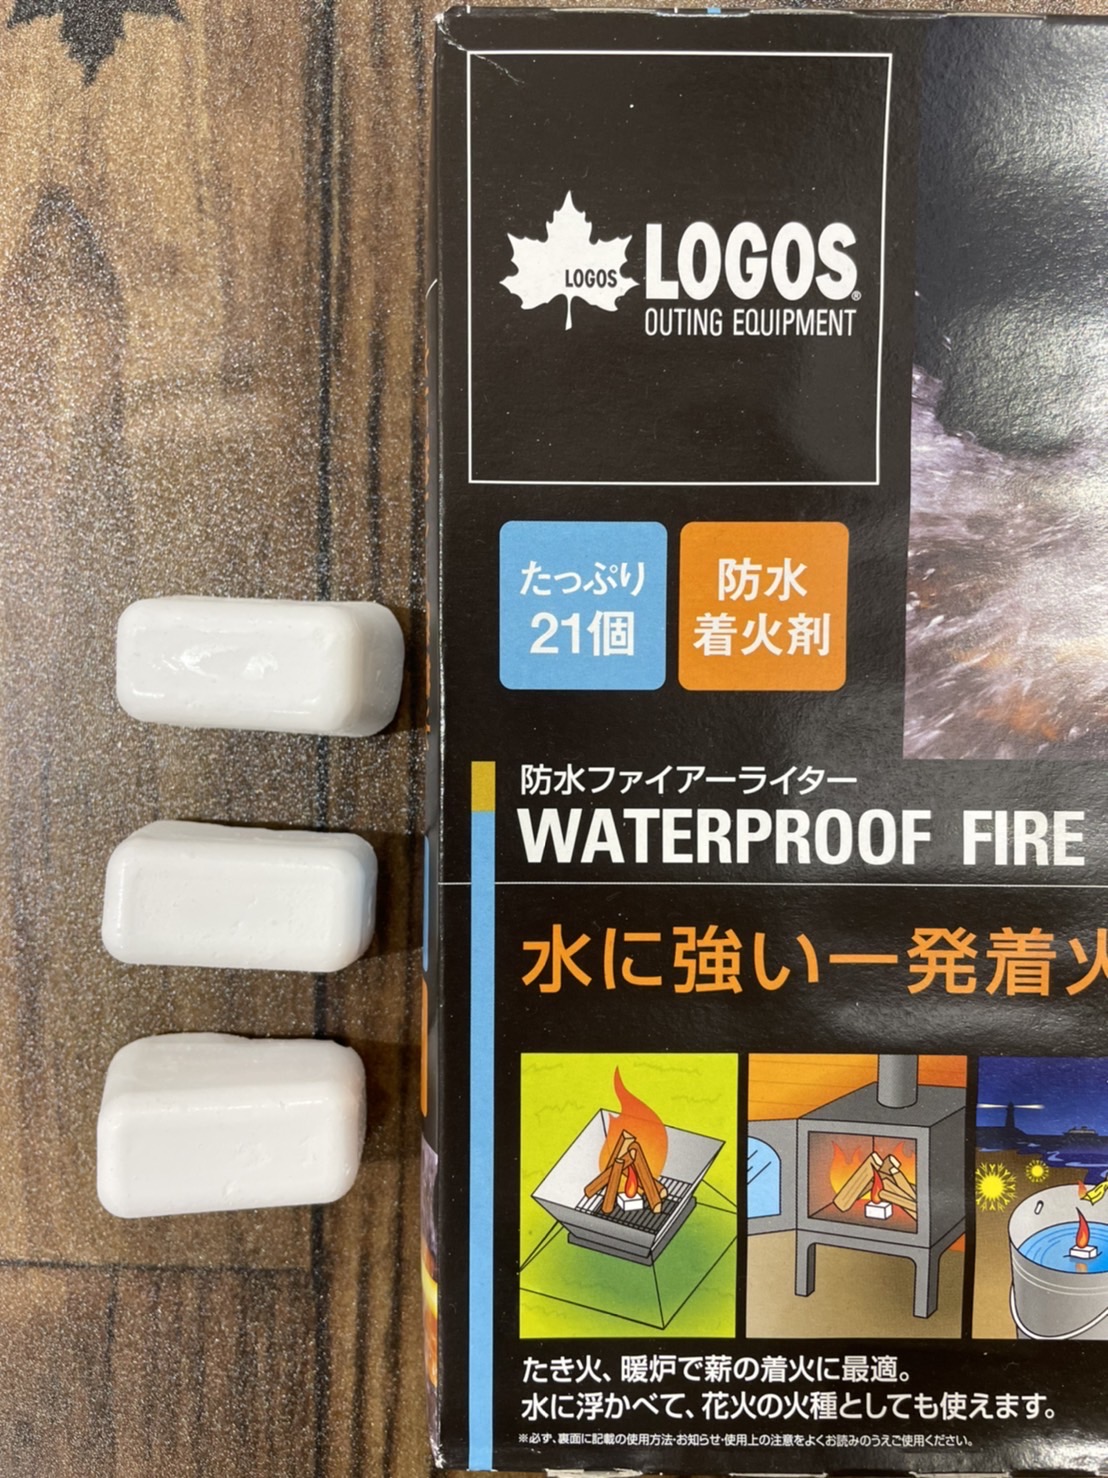 LOGOS
LOGOS®
OUTING EQUIPMENT
たっぷり
21個
防水
着火剤
防水ファイアーライター
WATERPROOF FIRE
水に強い一発着火
たき火、暖炉で薪の着火に最適。
水に浮かべて、花火の火種としても使えます。
※必ず、裏面に記載の使用方法・お知らせ・使用上の注意をよくお読みのうえご使用ください。